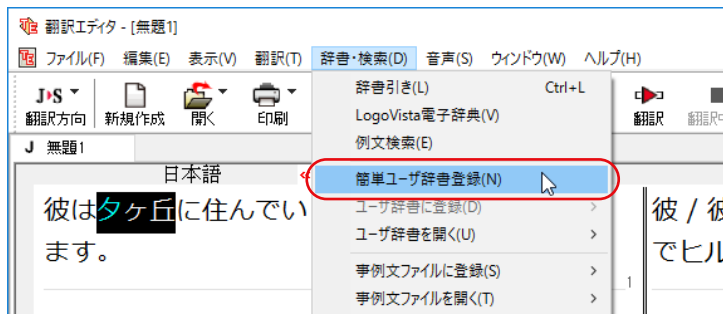 翻訳エディタ - [無題1]
ファイル(F) 編集(E) 表示(V) 翻訳(T) 辞書・検索(D) 音声(S) ウインドウ(W) ヘルプ(H)
J▸S
翻訳方向 新規作成 開く 印刷 翻訳 翻訳中
J 無題1
辞書引き(L) Ctrl+L
LogoVista電子辞典(V)
例文検索(E)
簡単ユーザ辞書登録(N)
ユーザ辞書に登録(D)
ユーザ辞書を開く(U)
事例文ファイルに登録(S)
事例文ファイルを開く(T)
日本語 «
彼は夕ヶ丘に住んでい
ます。
1
彼 / 彼
でヒル